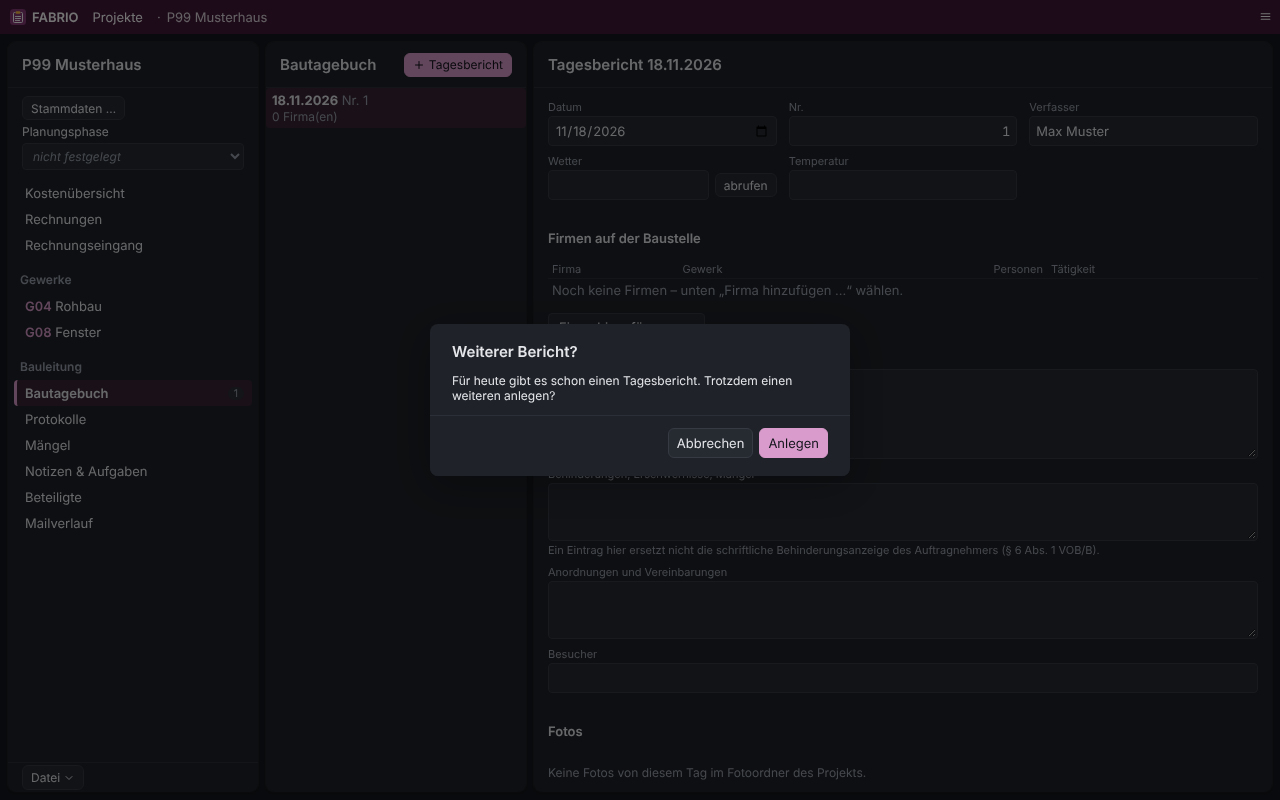 FABRIO Projekte · P99 Musterhaus
P99 Musterhaus
Stammdaten ...
Planungsphase
nicht festgelegt
Kostenübersicht
Rechnungen
Rechnungseingang
Gewerke
G04 Rohbau
G08 Fenster
Bauleitung
Bautagebuch 1
Protokolle
Mängel
Notizen & Aufgaben
Beteiligte
Mailverlauf
Datei
Bautagebuch
+ Tagesbericht
18.11.2026 Nr. 1
0 Firma(en)
Tagesbericht 18.11.2026
Datum Nr. Verfasser
11/18/2026 1 Max Muster
Wetter Temperatur
abrufen
Firmen auf der Baustelle
Firma Gewerk Personen Tätigkeit
Noch keine Firmen – unten „Firma hinzufügen ...“ wählen.
Weiterer Bericht?
Für heute gibt es schon einen Tagesbericht. Trotzdem einen
weiteren anlegen?
Abbrechen Anlegen
Ein Eintrag hier ersetzt nicht die schriftliche Behinderungsanzeige des Auftragnehmers (§ 6 Abs. 1 VOB/B).
Anordnungen und Vereinbarungen
Besucher
Fotos
Keine Fotos von diesem Tag im Fotoordner des Projekts.